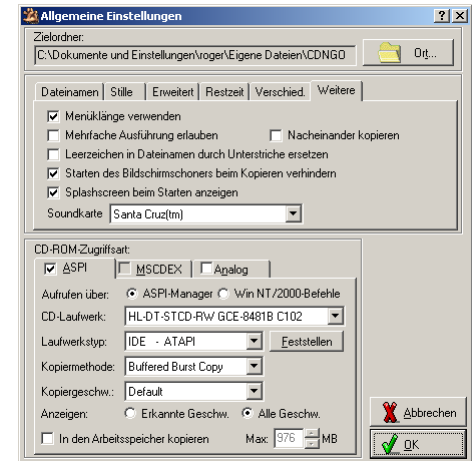 Allgemeine Einstellungen
Zielordner:
C:\Dokumente und Einstellungen\roger\Eigene Dateien\CDNGO
Ort...
Dateinamen Stille Erweitert Restzeit Verschied. Weitere
Menüklänge verwenden
Mehrfache Ausführung erlauben Nacheinander kopieren
Leerzeichen in Dateinamen durch Unterstriche ersetzen
Starten des Bildschirmschoners beim Kopieren verhindern
Splashscreen beim Starten anzeigen
Soundkarte Santa Cruz(tm)
CD-ROM-Zugriffsart:
ASPI MSCDEX Analog
Aufrufen über: ASPI-Manager Win NT/2000-Befehle
CD-Laufwerk: HL-DT-STCD-RW GCE-8481B C102
Laufwerkstyp: IDE - ATAPI Feststellen
Kopiermethode: Buffered Burst Copy
Kopiergeschw.: Default
Anzeigen: Erkannte Geschw. Alle Geschw.
In den Arbeitsspeicher kopieren Max: 976 MB
Abbrechen
OK